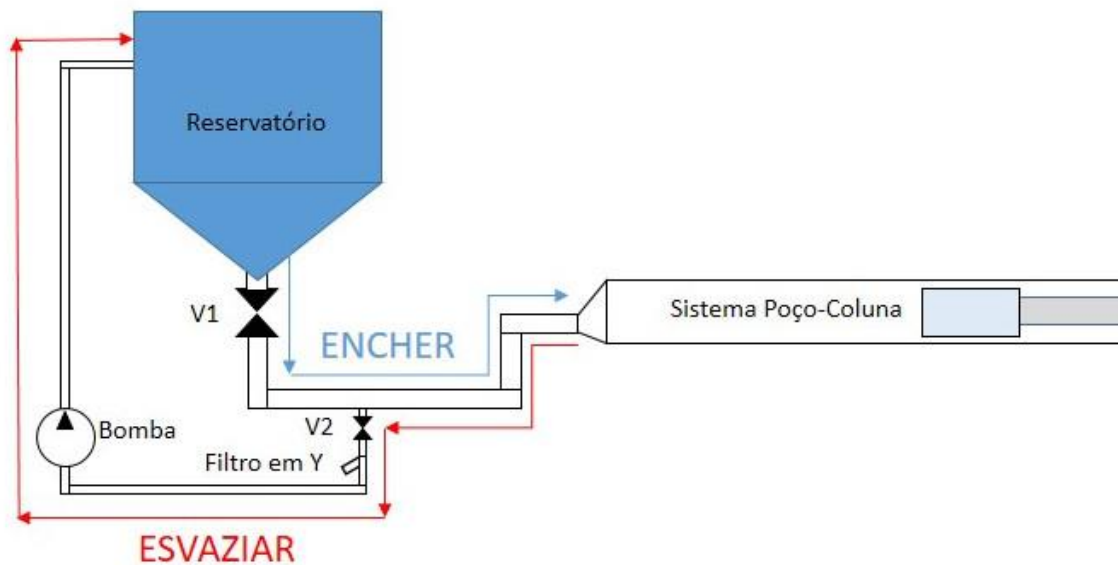 Reservatório
V1
ENCHER
Sistema Poço-Coluna
Bomba
V2
Filtro em Y
ESVAZIAR